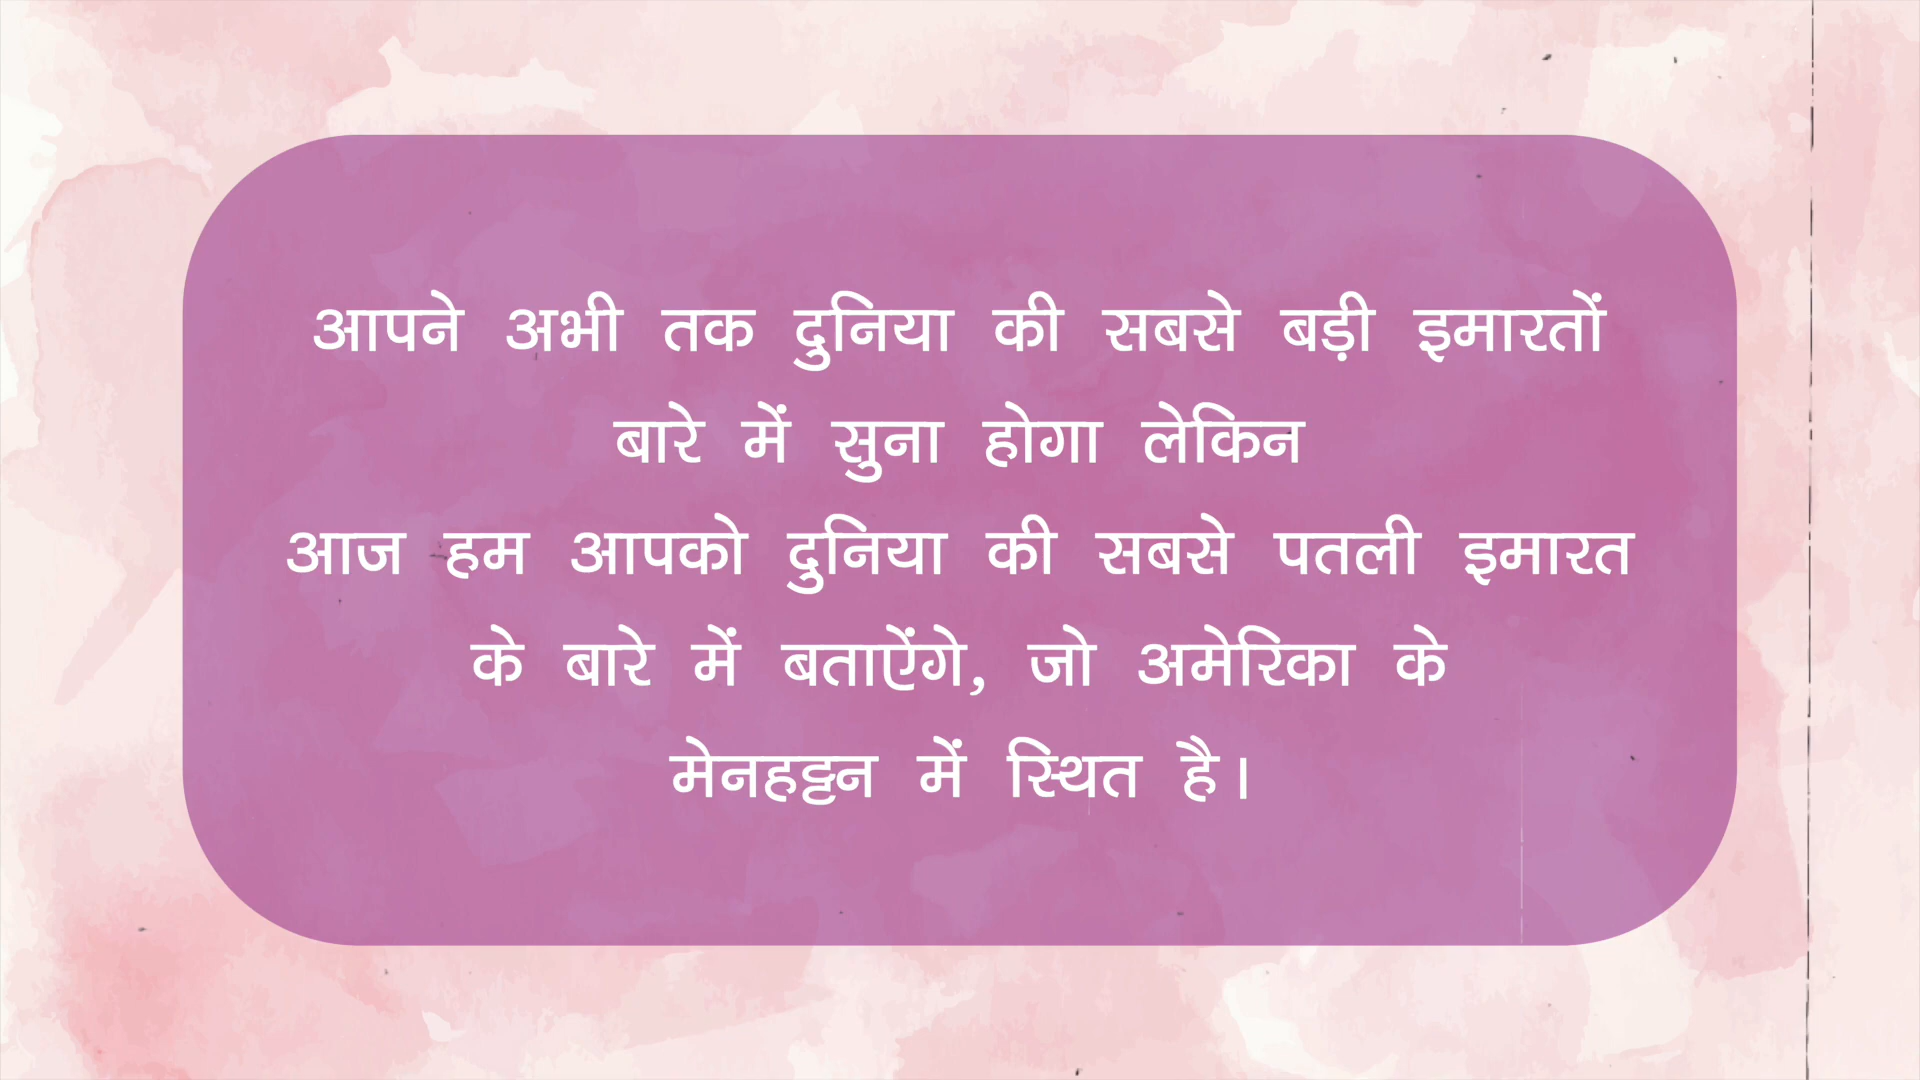 आपने अभी तक दुनिया की सबसे बड़ी इमारतों
बारे में सुना होगा लेकिन
आज हम आपको दुनिया की सबसे पतली इमारत
के बारे में बताऐंगे, जो अमेरिका के
मेनहट्टन में स्थित है।